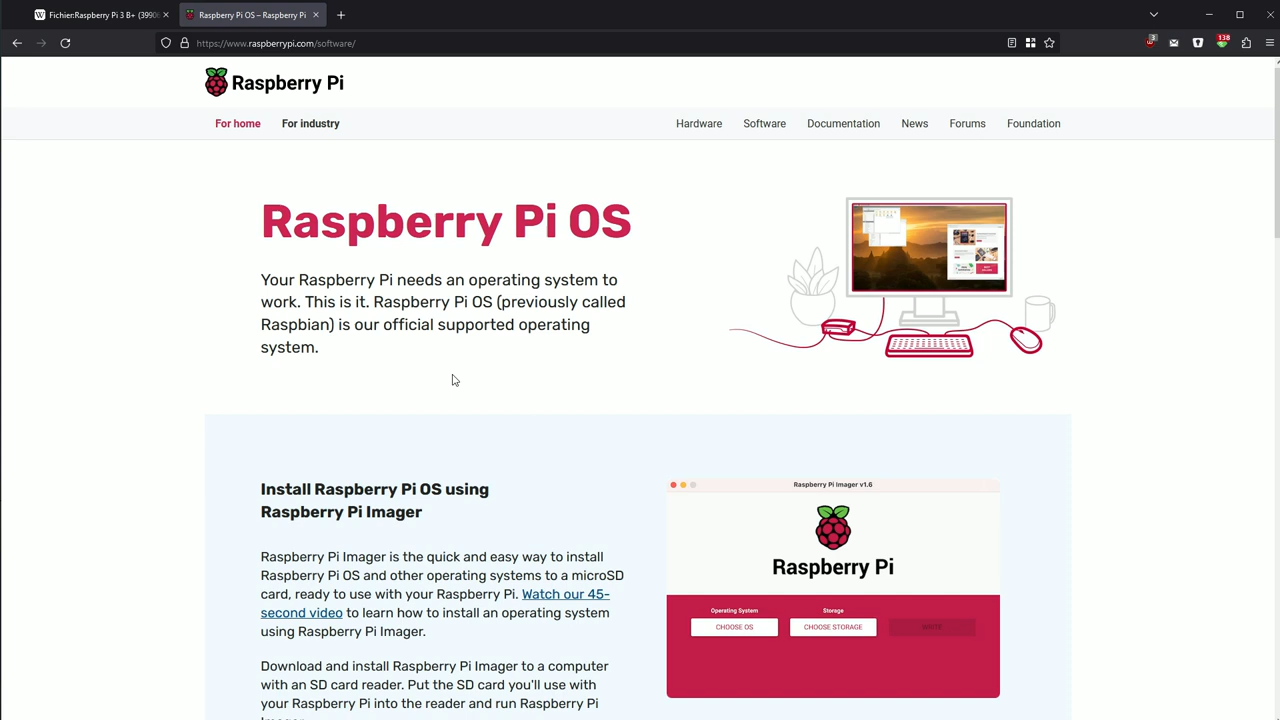 Fichier:Raspberry Pi 3 B+ (3990
Raspberry Pi OS – Raspberry Pi
https://www.raspberrypi.com/software/
3
138
Raspberry Pi
For home
For industry
Hardware
Software
Documentation
News
Forums
Foundation
Raspberry Pi OS
Your Raspberry Pi needs an operating system to
work. This is it. Raspberry Pi OS (previously called
Raspbian) is our official supported operating
system.
Install Raspberry Pi OS using
Raspberry Pi Imager
Raspberry Pi Imager is the quick and easy way to install
Raspberry Pi OS and other operating systems to a microSD
card, ready to use with your Raspberry Pi. Watch our 45-
second video to learn how to install an operating system
using Raspberry Pi Imager.
Download and install Raspberry Pi Imager to a computer
with an SD card reader. Put the SD card you'll use with
your Raspberry Pi into the reader and run Raspberry Pi
Raspberry Pi Imager v1.6
Raspberry Pi
Operating System
Storage
CHOOSE OS
CHOOSE STORAGE
WRITE